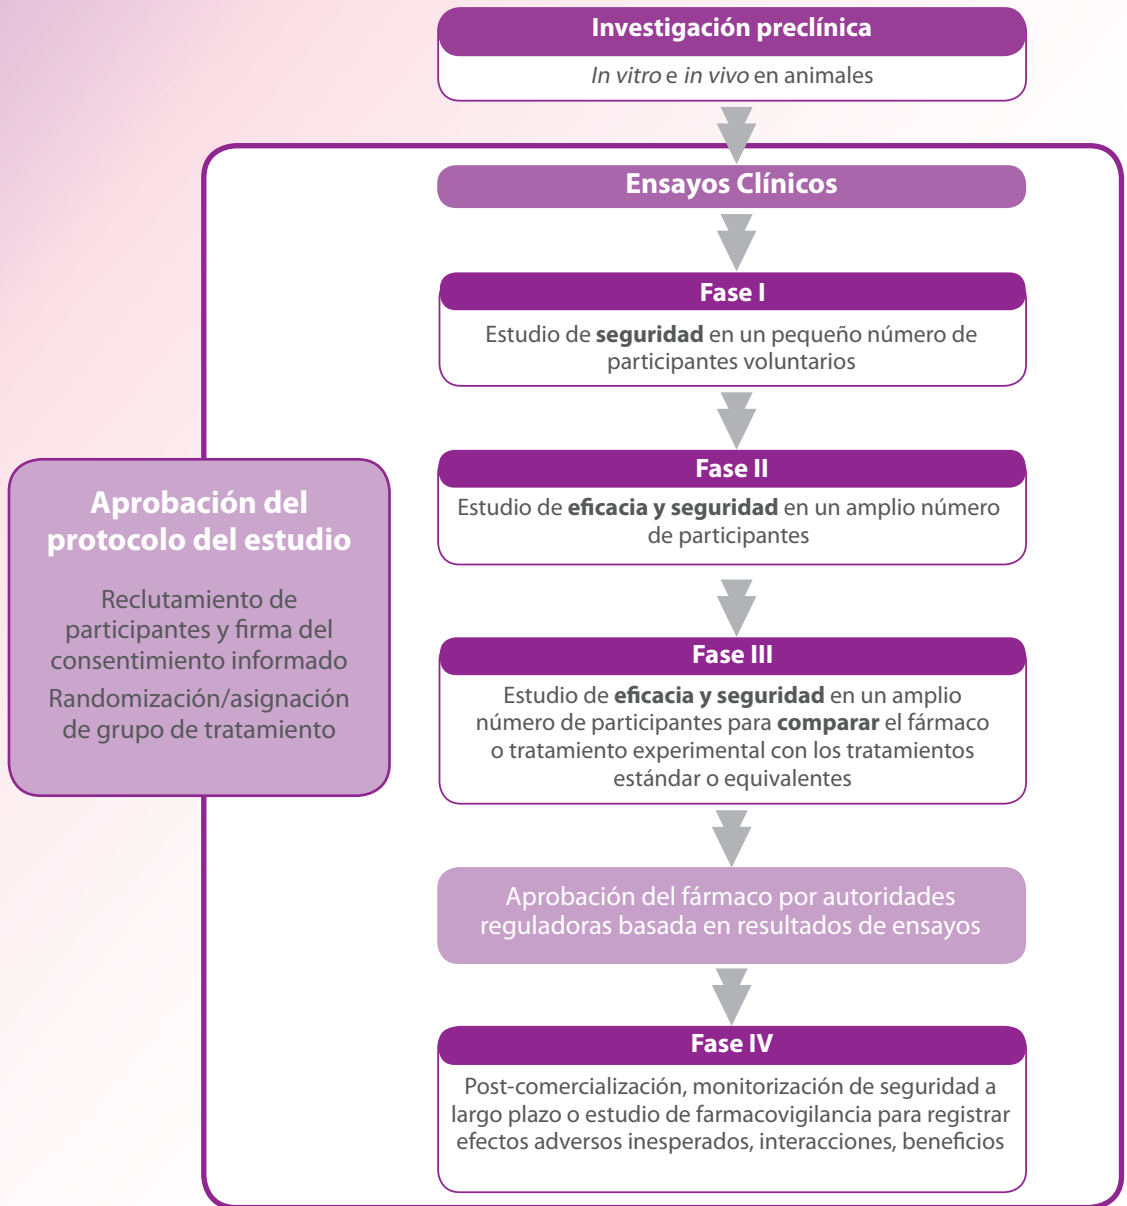 Investigación preclínica
In vitro e in vivo en animales
Ensayos Clínicos
Fase I
Estudio de seguridad en un pequeño número de
participantes voluntarios
Fase II
Estudio de eficacia y seguridad en un amplio número
de participantes
Aprobación del
protocolo del estudio
Reclutamiento de
participantes y firma del
consentimiento informado
Randomización/asignación
de grupo de tratamiento
Fase III
Estudio de eficacia y seguridad en un amplio
número de participantes para comparar el fármaco
o tratamiento experimental con los tratamientos
estándar o equivalentes
Aprobación del fármaco por autoridades
reguladoras basada en resultados de ensayos
Fase IV
Post-comercialización, monitorización de seguridad a
largo plazo o estudio de farmacovigilancia para registrar
efectos adversos inesperados, interacciones, beneficios